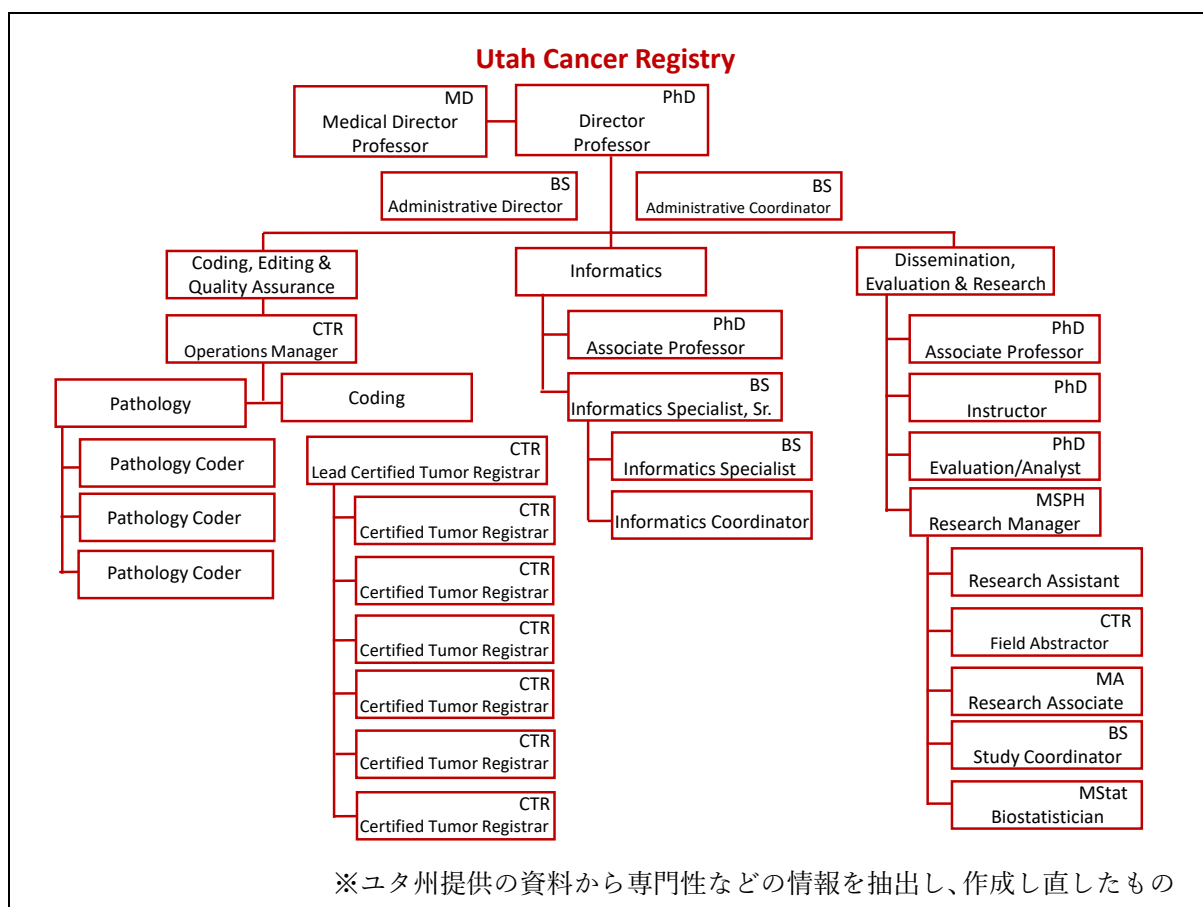 Utah Cancer Registry
MD
Medical Director
Professor
PhD
Director
Professor
BS
Administrative Director
BS
Administrative Coordinator
Coding, Editing &
Quality Assurance
CTR
Operations Manager
Pathology
Coding
Pathology Coder
Pathology Coder
Pathology Coder
CTR
Lead Certified Tumor Registrar
CTR
Certified Tumor Registrar
CTR
Certified Tumor Registrar
CTR
Certified Tumor Registrar
CTR
Certified Tumor Registrar
CTR
Certified Tumor Registrar
CTR
Certified Tumor Registrar
Informatics
PhD
Associate Professor
BS
Informatics Specialist, Sr.
BS
Informatics Specialist
Informatics Coordinator
Dissemination,
Evaluation & Research
PhD
Associate Professor
PhD
Instructor
PhD
Evaluation/Analyst
MSPH
Research Manager
Research Assistant
CTR
Field Abstractor
MA
Research Associate
BS
Study Coordinator
MStat
Biostatistician
※ユタ州提供の資料から専門性などの情報を抽出し、作成し直したもの